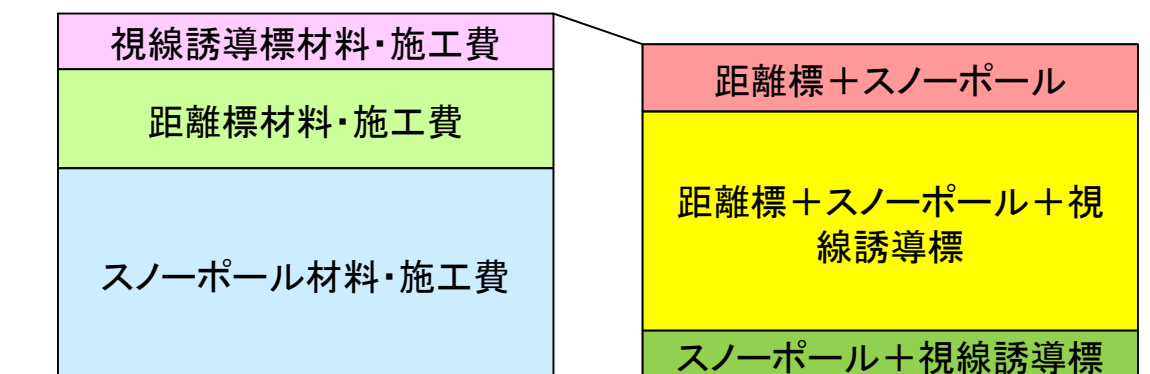 視線誘導標材料・施工費
距離標材料・施工費
スノーポール材料・施工費
距離標＋スノーポール
距離標＋スノーポール＋視
線誘導標
スノーポール＋視線誘導標